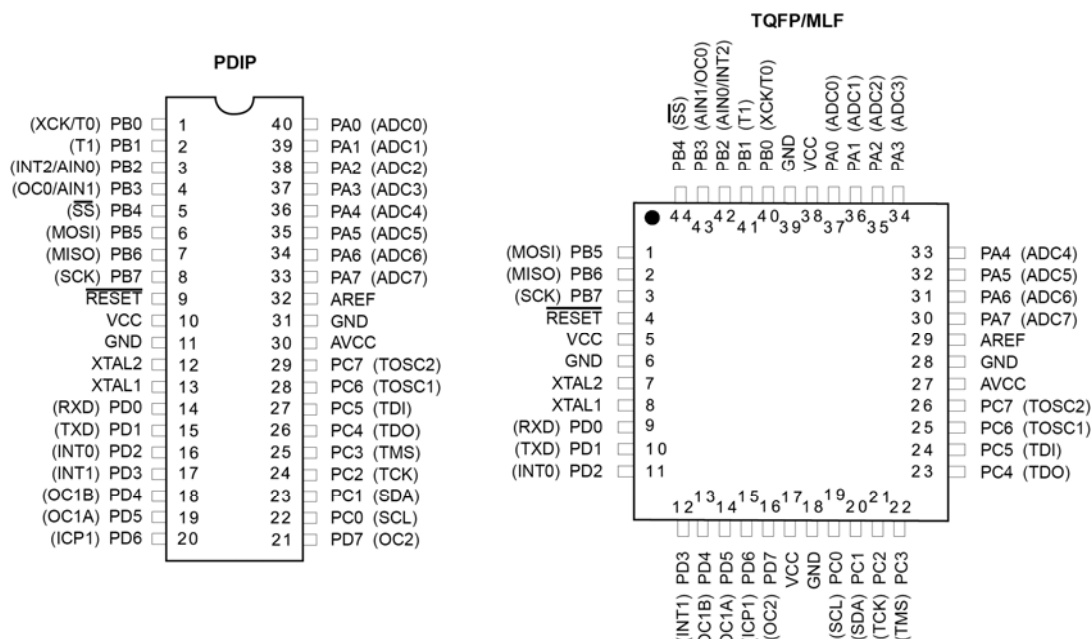 TQFP/MLF
PDIP
(XCK/T0) PB0 1 40 PA0 (ADC0)
(T1) PB1 2 39 PA1 (ADC1)
(INT2/AIN0) PB2 3 38 PA2 (ADC2)
(OC0/AIN1) PB3 4 37 PA3 (ADC3)
(SS) PB4 5 36 PA4 (ADC4)
(MOSI) PB5 6 35 PA5 (ADC5)
(MISO) PB6 7 34 PA6 (ADC6)
(SCK) PB7 8 33 PA7 (ADC7)
RESET 9 32 AREF
VCC 10 31 GND
GND 11 30 AVCC
XTAL2 12 29 PC7 (TOSC2)
XTAL1 13 28 PC6 (TOSC1)
(RXD) PD0 14 27 PC5 (TDI)
(TXD) PD1 15 26 PC4 (TDO)
(INT0) PD2 16 25 PC3 (TMS)
(INT1) PD3 17 24 PC2 (TCK)
(OC1B) PD4 18 23 PC1 (SDA)
(OC1A) PD5 19 22 PC0 (SCL)
(ICP1) PD6 20 21 PD7 (OC2)
PB4 (SS)
PB3 (AIN1/OC0)
PB2 (AIN0/INT2)
PB1 (T1)
PB0 (XCK/T0)
GND
VCC
PA0 (ADC0)
PA1 (ADC1)
PA2 (ADC2)
PA3 (ADC3)
44 43 42 41 40 39 38 37 36 35 34
(MOSI) PB5 1 33 PA4 (ADC4)
(MISO) PB6 2 32 PA5 (ADC5)
(SCK) PB7 3 31 PA6 (ADC6)
RESET 4 30 PA7 (ADC7)
VCC 5 29 AREF
GND 6 28 GND
XTAL2 7 27 AVCC
XTAL1 8 26 PC7 (TOSC2)
(RXD) PD0 9 25 PC6 (TOSC1)
(TXD) PD1 10 24 PC5 (TDI)
(INT0) PD2 11 23 PC4 (TDO)
12 13 14 15 16 17 18 19 20 21 22
(INT1) PD3
OC1B) PD4
OC1A) PD5
(ICP1) PD6
(OC2) PD7
VCC
GND
(SCL) PC0
(SDA) PC1
(TCK) PC2
(TMS) PC3